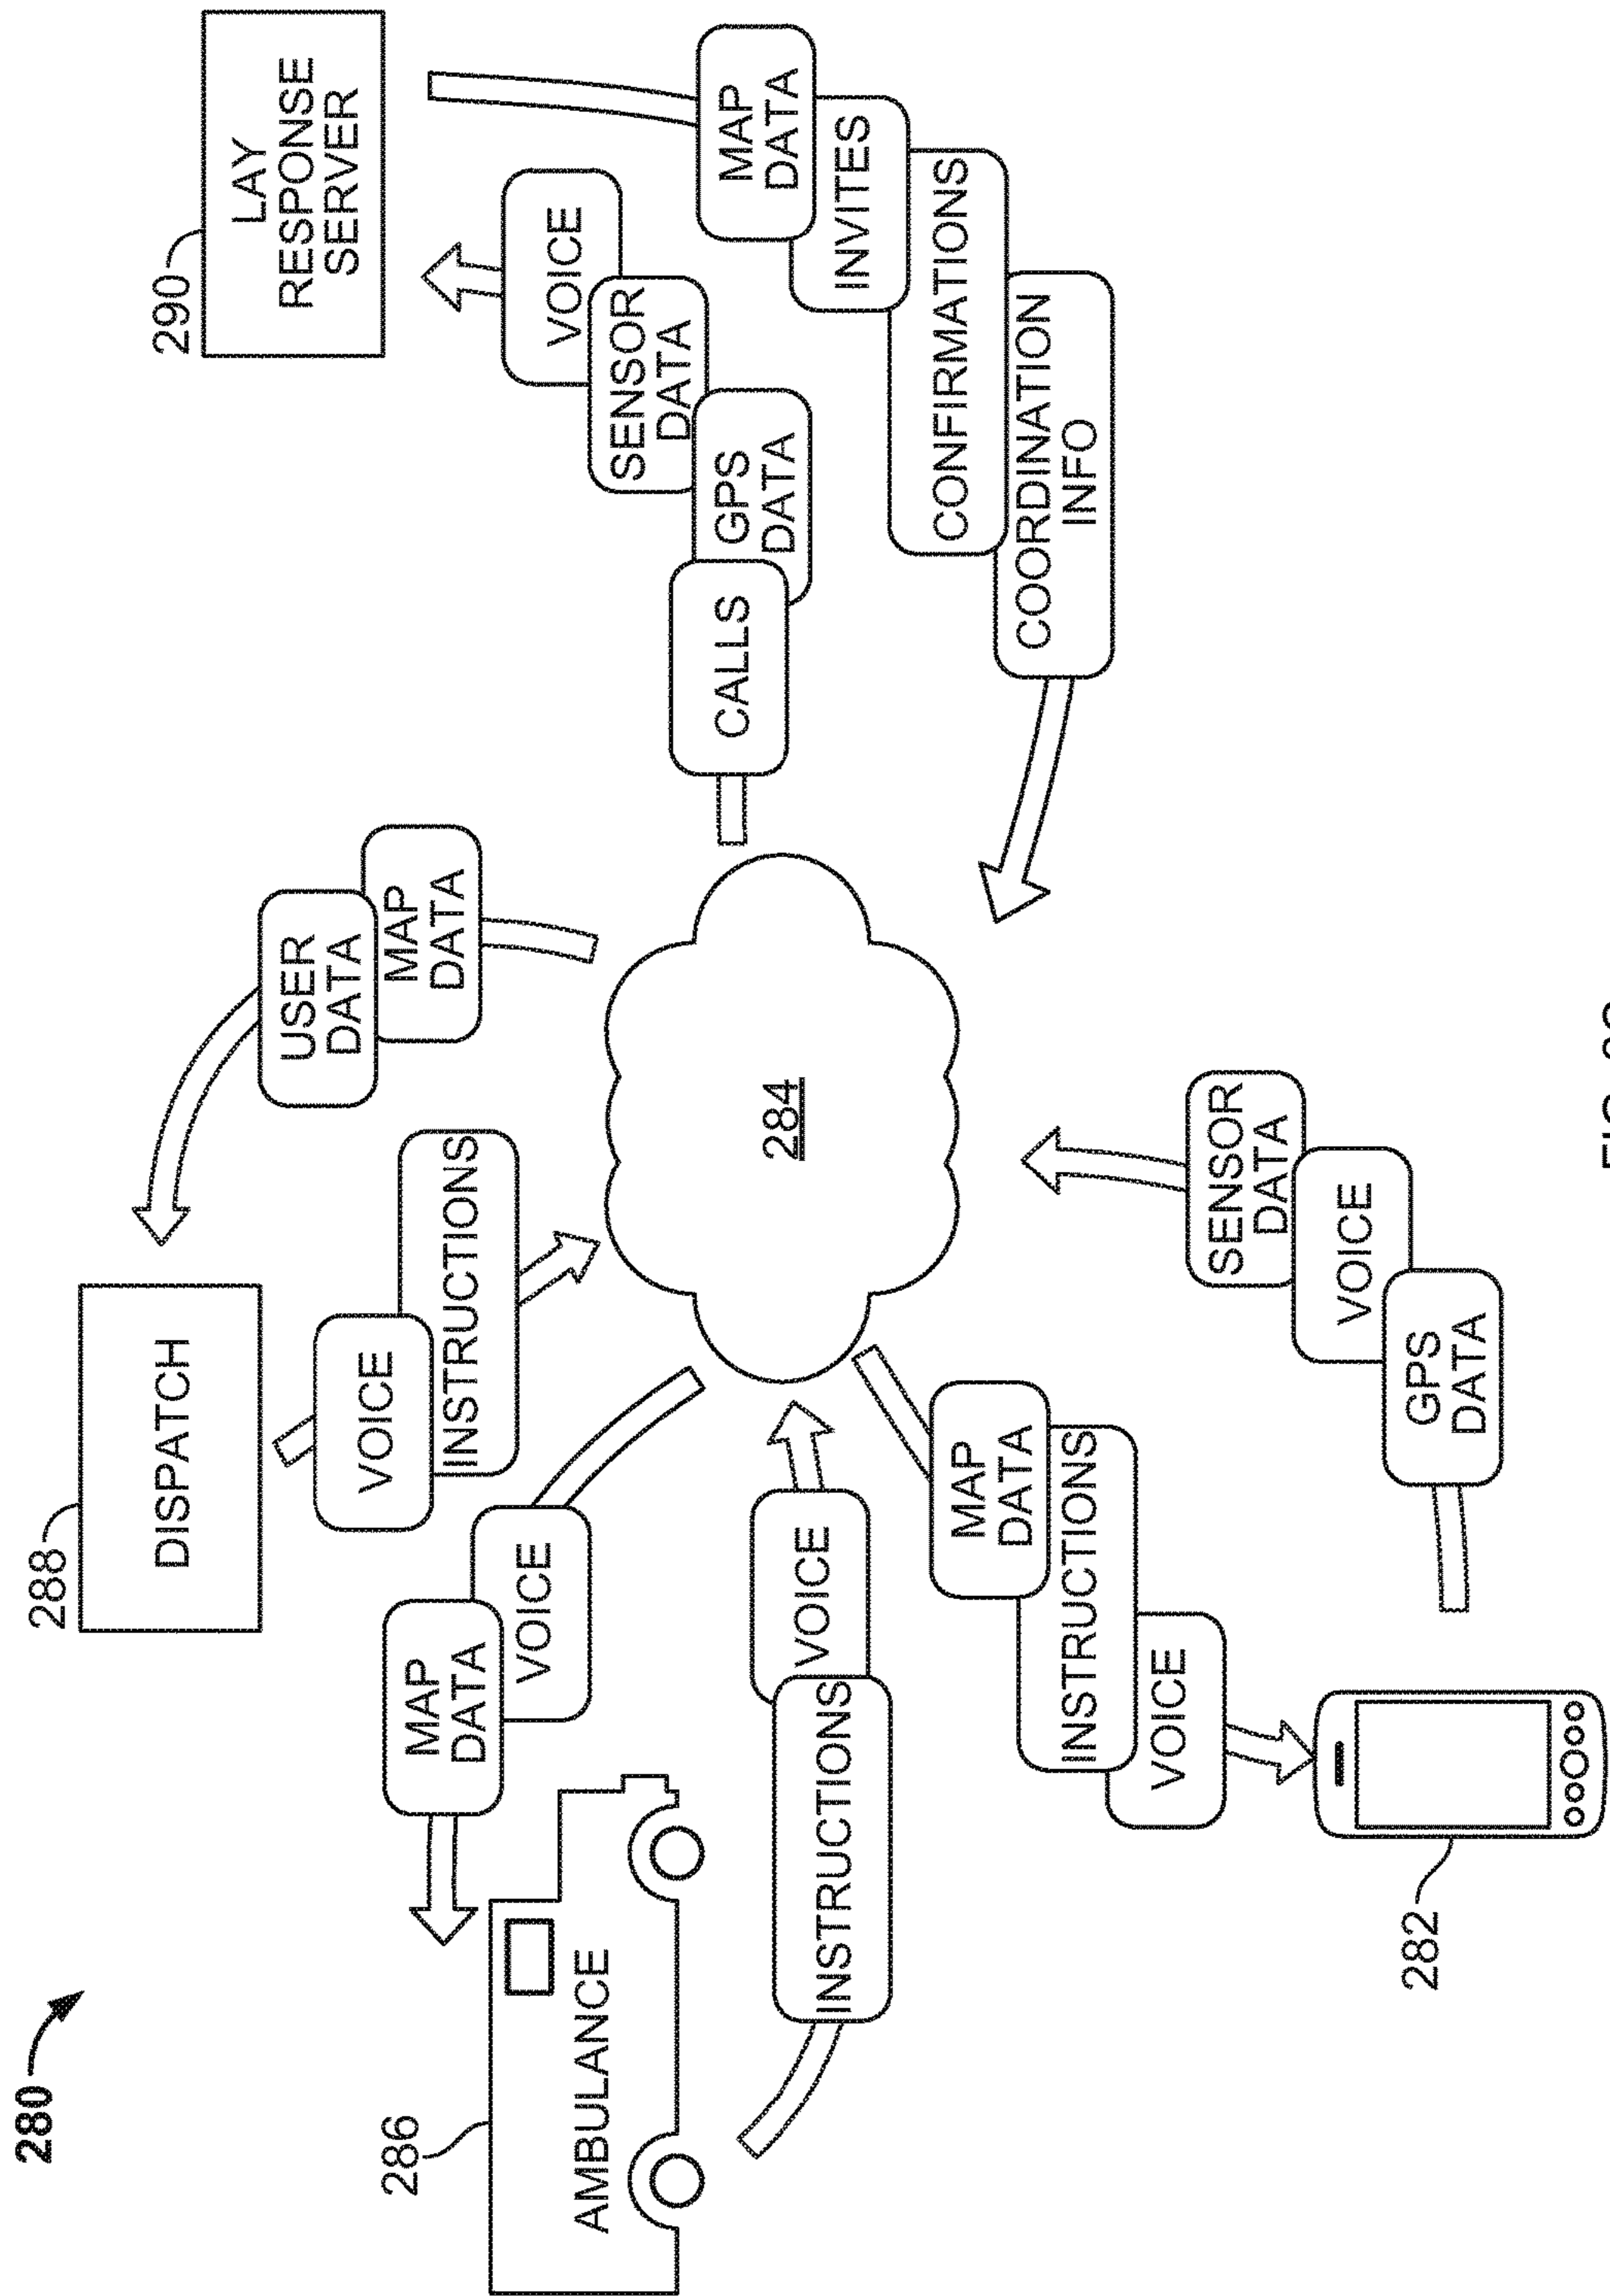 280
288
DISPATCH
290
LAY
RESPONSE
SERVER
USER
DATA
MAP
DATA
VOICE
INSTRUCTIONS
MAP
DATA
VOICE
286
AMBULANCE
INSTRUCTIONS
VOICE
284
VOICE
SENSOR
DATA
GPS
DATA
CALLS
MAP
DATA
INVITES
CONFIRMATIONS
COORDINATION
INFO
MAP
DATA
INSTRUCTIONS
VOICE
282
SENSOR
DATA
VOICE
GPS
DATA